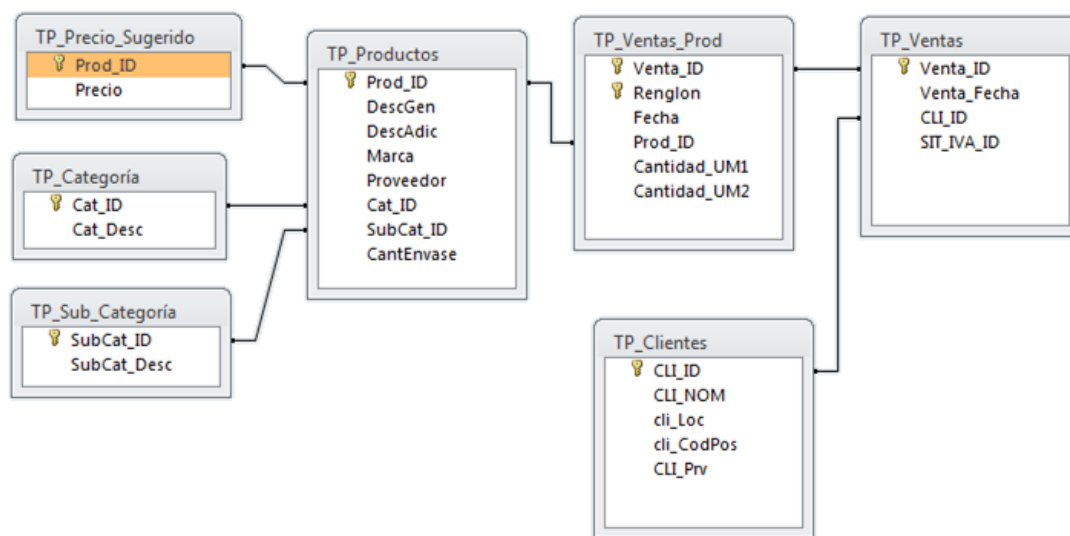 TP_Precio_Sugerido
Prod_ID
Precio
TP_Categoría
Cat_ID
Cat_Desc
TP_Sub_Categoría
SubCat_ID
SubCat_Desc
TP_Productos
Prod_ID
DescGen
DescAdic
Marca
Proveedor
Cat_ID
SubCat_ID
CantEnvase
TP_Ventas_Prod
Venta_ID
Renglon
Fecha
Prod_ID
Cantidad_UM1
Cantidad_UM2
TP_Ventas
Venta_ID
Venta_Fecha
CLI_ID
SIT_IVA_ID
TP_Clientes
CLI_ID
CLI_NOM
cli_Loc
cli_CodPos
CLI_Prv